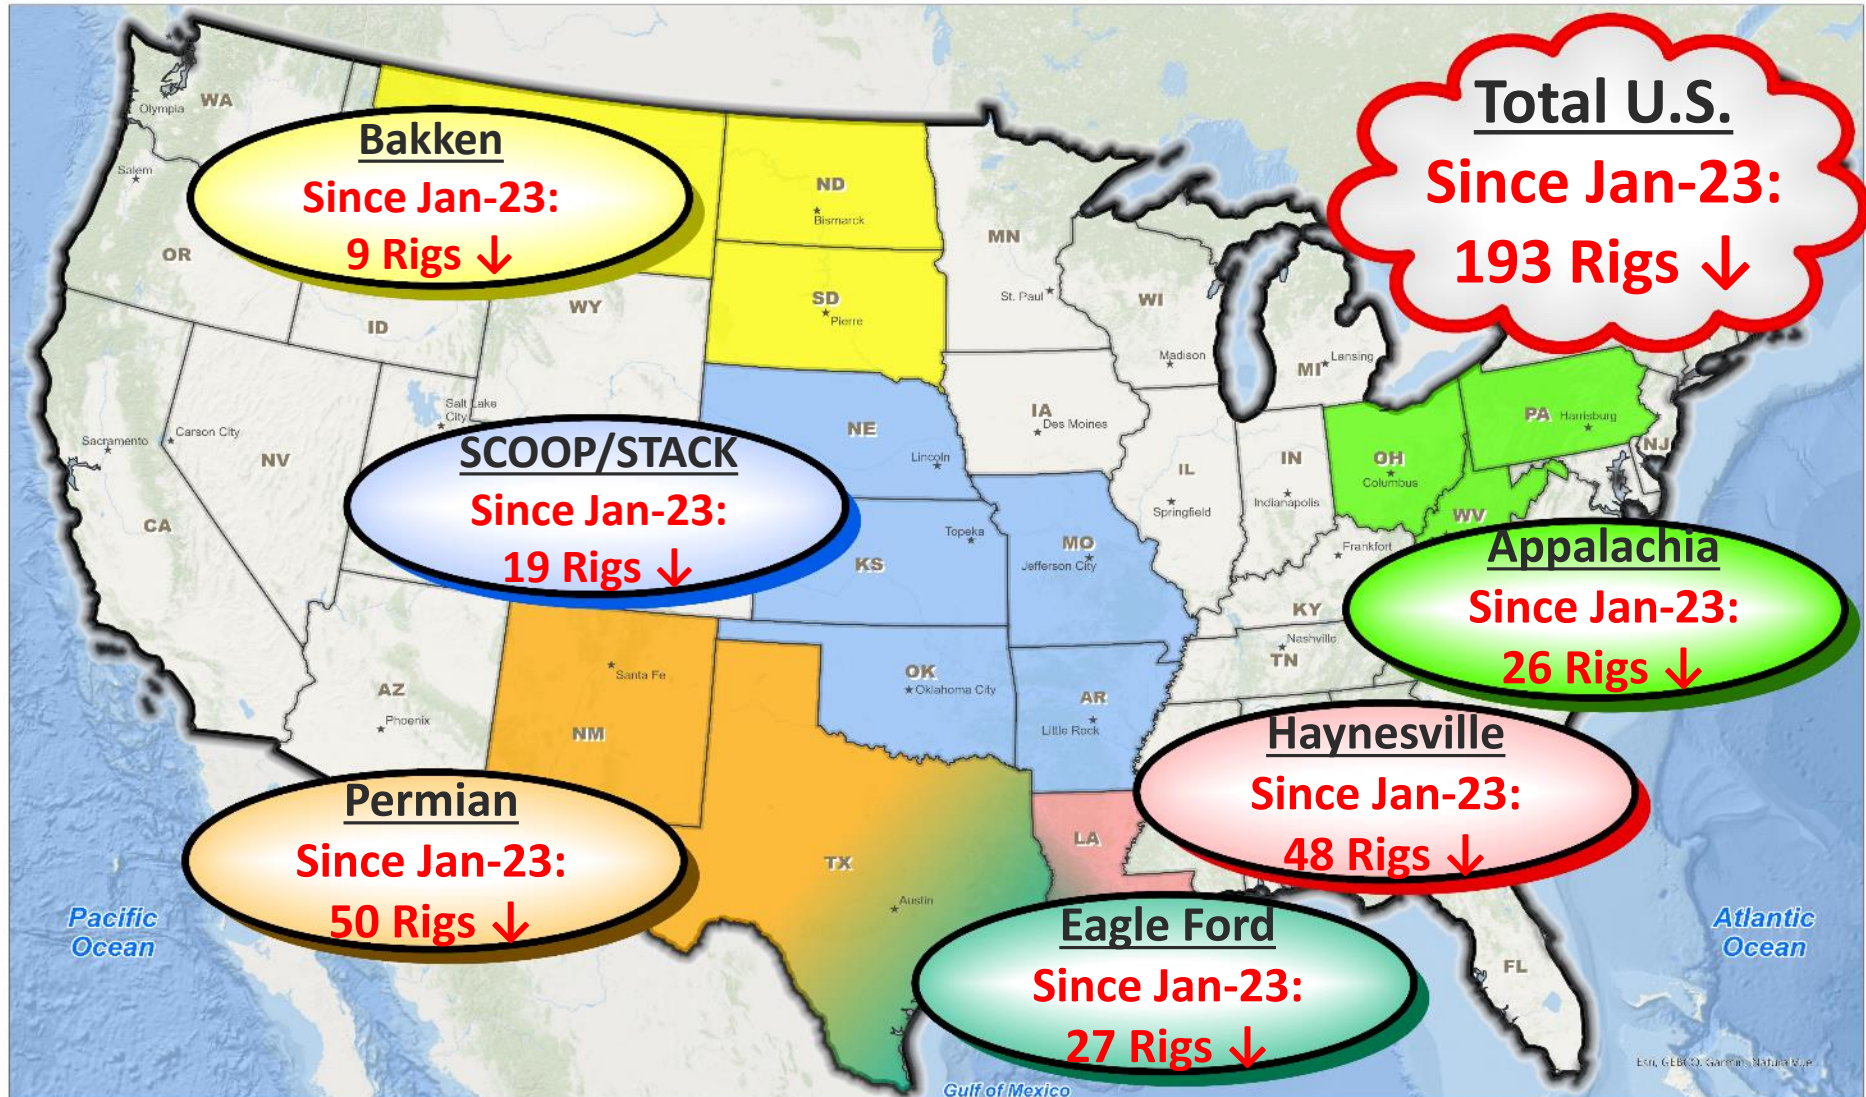 Total U.S.
Since Jan-23:
193 Rigs ↓
Bakken
Since Jan-23:
9 Rigs ↓
SCOOP/STACK
Since Jan-23:
19 Rigs ↓
Appalachia
Since Jan-23:
26 Rigs ↓
Haynesville
Since Jan-23:
48 Rigs ↓
Permian
Since Jan-23:
50 Rigs ↓
Eagle Ford
Since Jan-23:
27 Rigs ↓
WA
Olympia
Salem
OR
ID
WY
ND
Bismarck
SD
Pierre
MN
St. Paul
WI
Madison
MI
Lansing
IA
Des Moines
NE
Lincoln
Salt Lake
City
Sacramento
Carson City
NV
CA
IL
Springfield
IN
Indianapolis
OH
Columbus
PA
Harrisburg
NJ
WV
Frankfort
KY
Nashville
TN
Topeka
KS
MO
Jefferson City
OK
Oklahoma City
AR
Little Rock
AZ
Phoenix
Santa Fe
NM
TX
Austin
LA
FL
Pacific
Ocean
Atlantic
Ocean
Gulf of Mexico
Esri, GEBCO, Garmin, NaturalVue